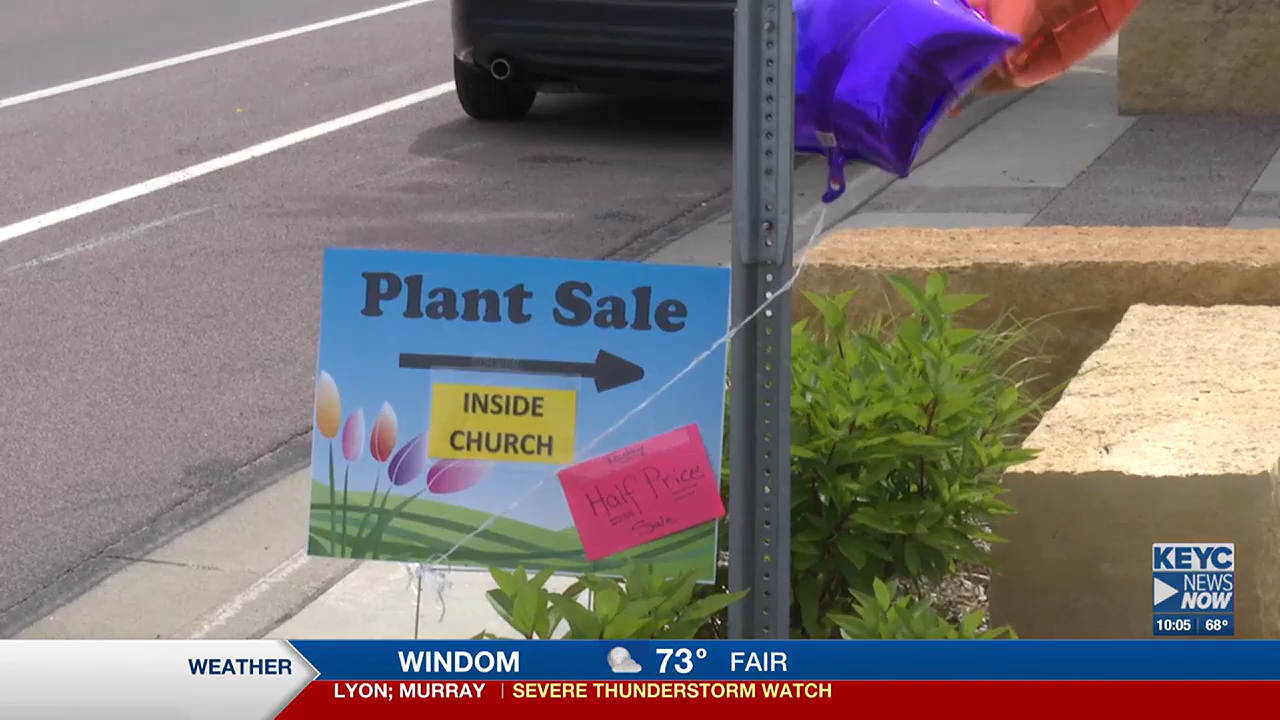 Plant Sale
INSIDE
CHURCH
Today
Half Price
Sale
KEYC
NEWS
NOW
10:05 | 68°
WEATHER
WINDOM 73° FAIR
LYON; MURRAY | SEVERE THUNDERSTORM WATCH